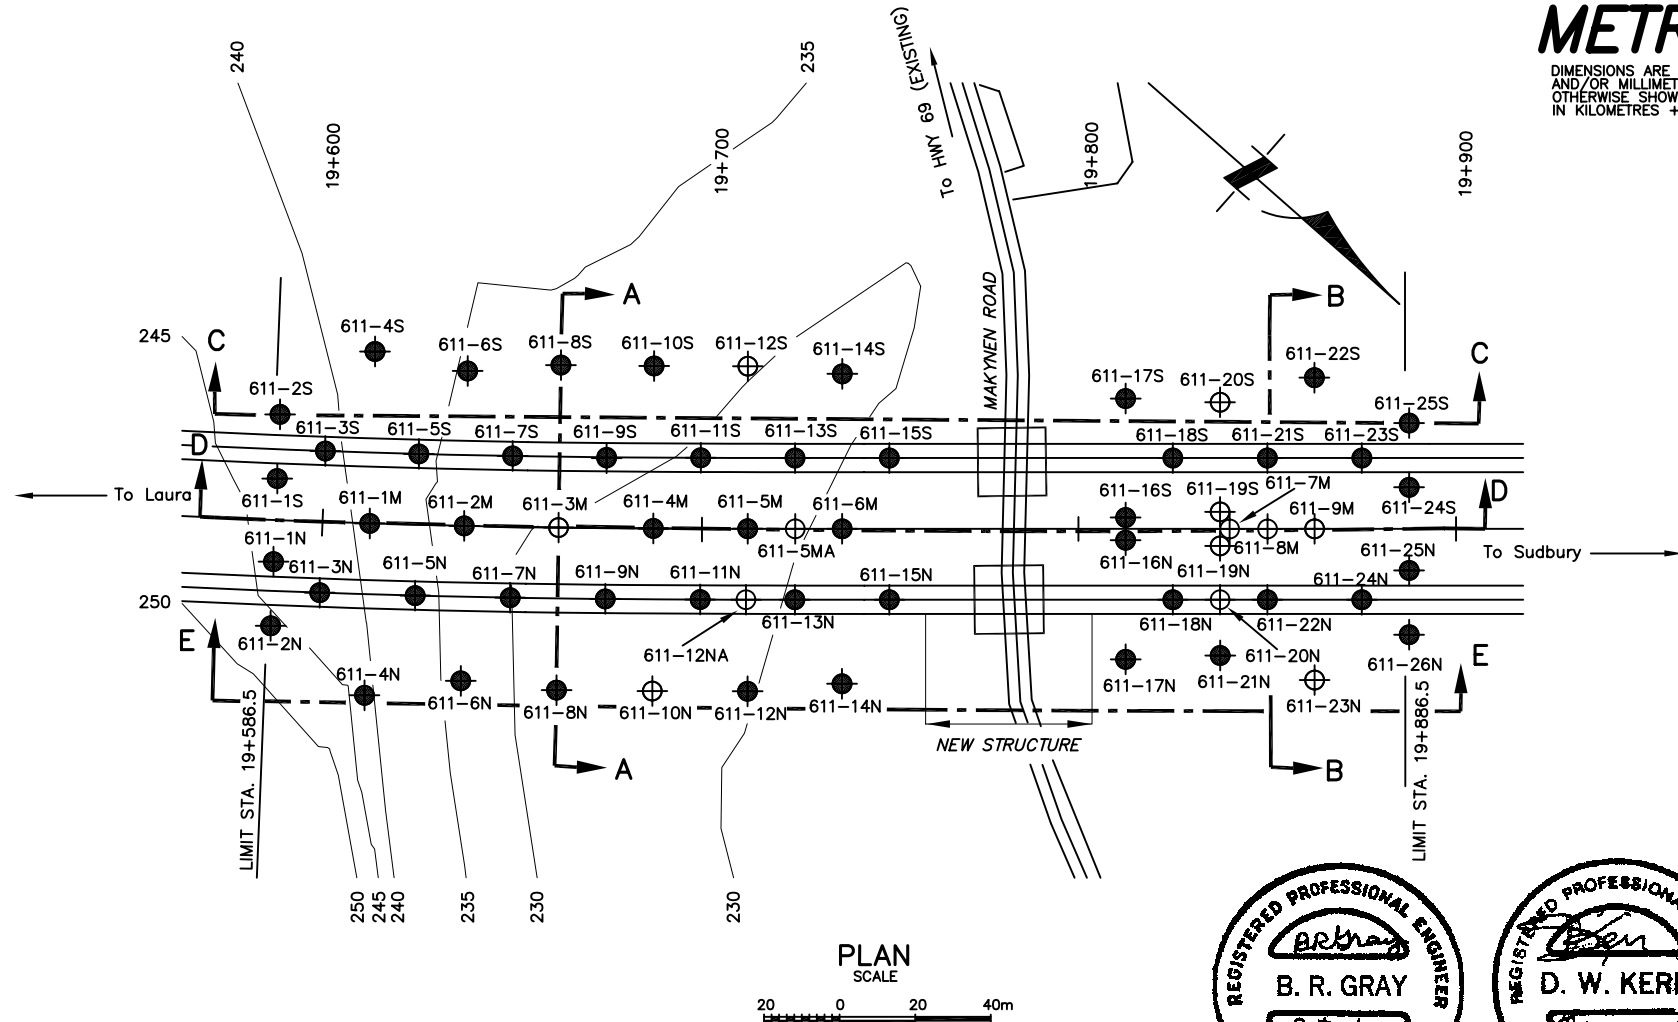 METR
DIMENSIONS ARE
AND/OR MILLIMET
OTHERWISE SHOW
IN KILOMETRES +
240
235
To HWY 69 (EXISTING)
19+600
19+700
19+800
19+900
MAKYNEN ROAD
A
B
245
C
C
611-4S
611-6S
611-8S
611-10S
611-12S
611-14S
611-17S
611-20S
611-22S
611-2S
611-25S
611-3S
611-5S
611-7S
611-9S
611-11S
611-13S
611-15S
611-18S
611-21S
611-23S
D
To Laura
611-1S
611-1M
611-2M
611-3M
611-4M
611-5M
611-6M
611-16S
611-19S
611-7M
611-9M
611-24S
D
611-1N
611-5MA
611-16N
611-8M
611-25N
To Sudbury
611-3N
611-5N
611-7N
611-9N
611-11N
611-15N
611-19N
611-24N
250
611-13N
611-18N
611-22N
E
611-2N
611-12NA
611-20N
611-26N
E
611-4N
611-6N
611-8N
611-10N
611-12N
611-14N
611-17N
611-21N
611-23N
LIMIT STA. 19+586.5
NEW STRUCTURE
LIMIT STA. 19+886.5
A
B
250
245
240
235
230
230
PLAN
SCALE
20 0 20 40m
REGISTERED PROFESSIONAL ENGINEER
BRGray
B. R. GRAY
REGISTERED PROFESSIONA
D. W. KER